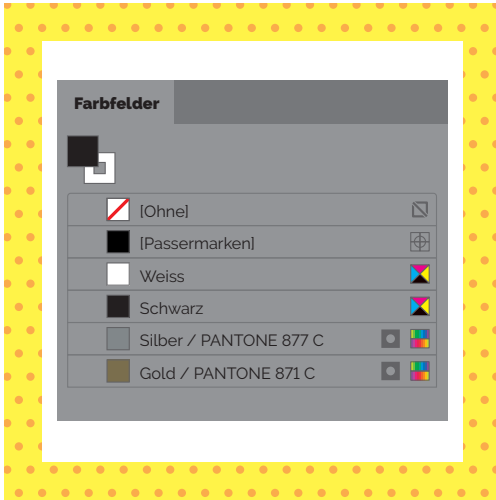 Farbfelder
[Ohne]
[Passermarken]
Weiss
Schwarz
Silber / PANTONE 877 C
Gold / PANTONE 871 C